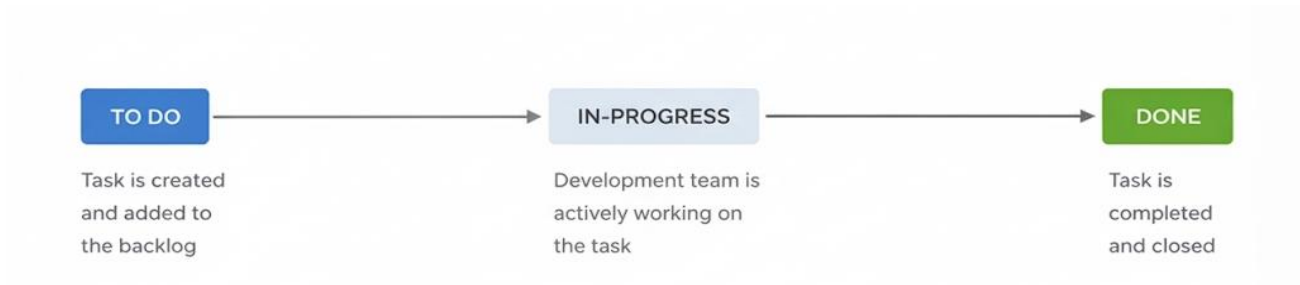 TO DO
Task is created
and added to
the backlog
IN-PROGRESS
Development team is
actively working on
the task
DONE
Task is
completed
and closed